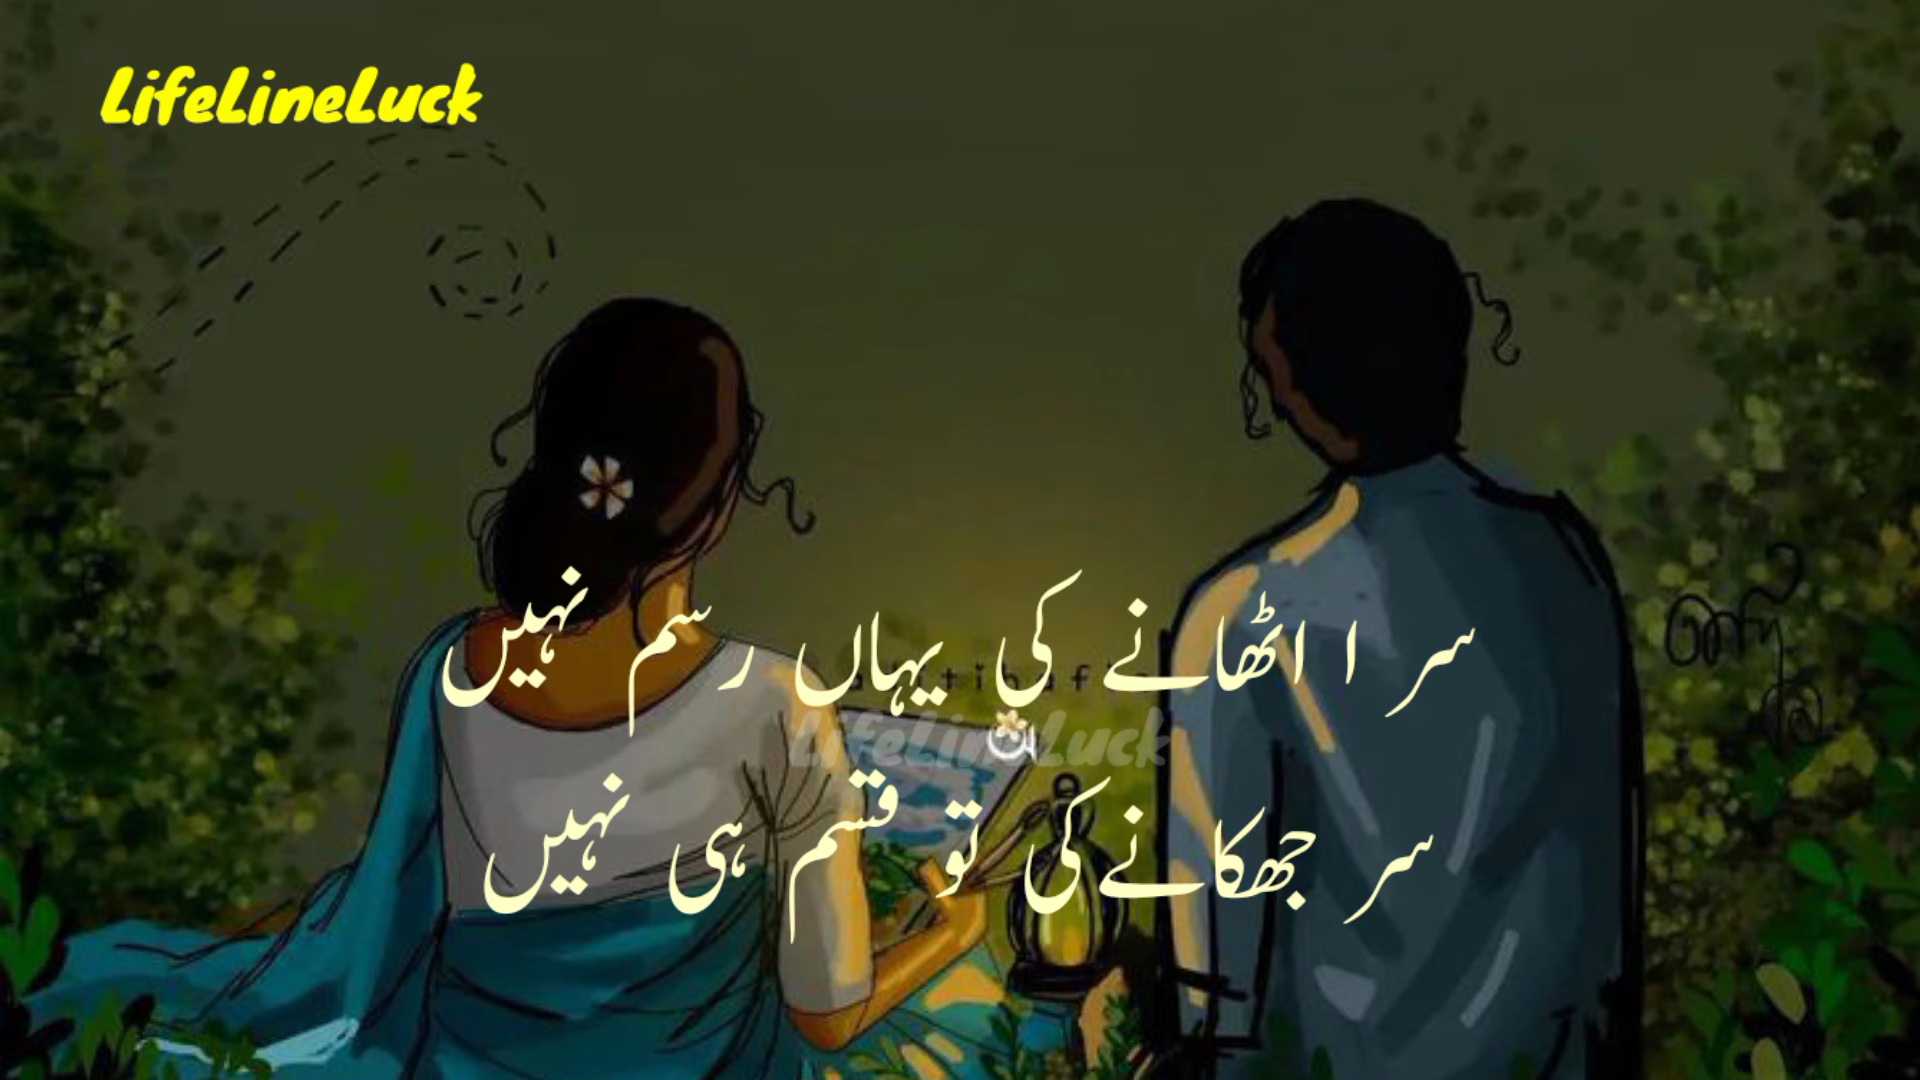 LifeLineLuck
سر ا اٹھانے کی یہاں رسم نہیں
LifeLineLuck
سر جھکانے کی تو قسم ہی نہیں